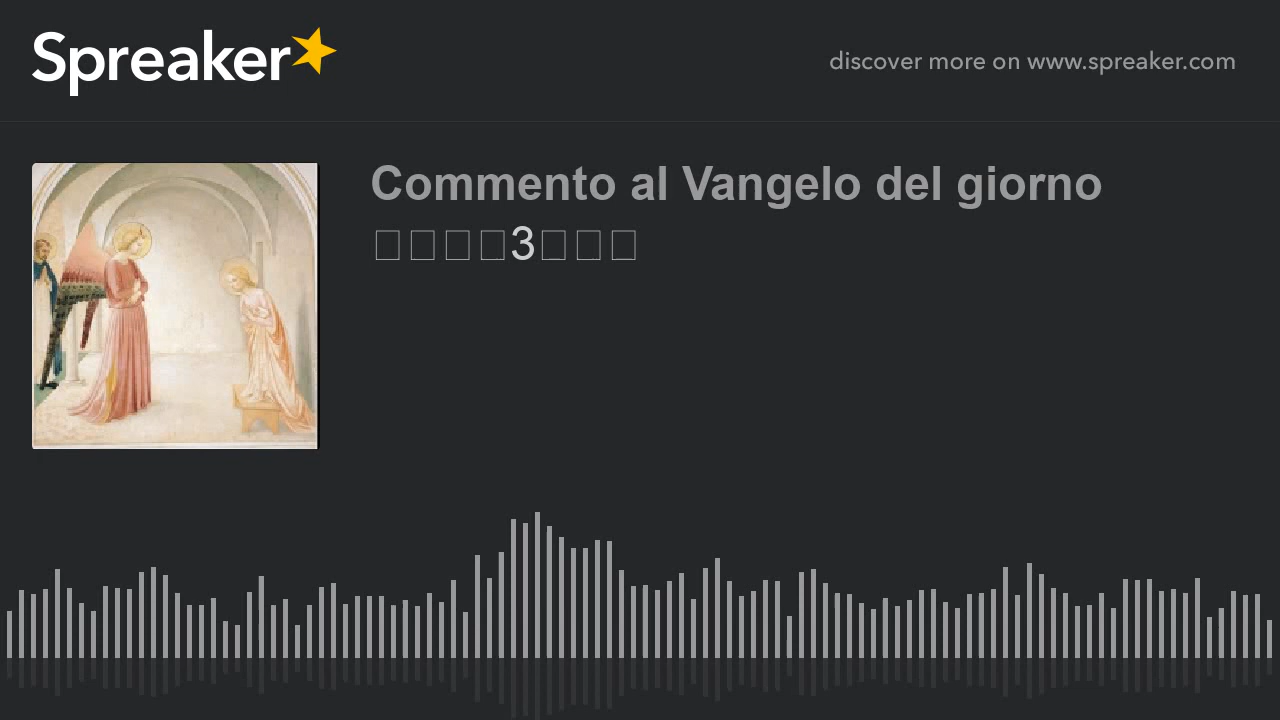 Spreaker
discover more on www.spreaker.com
Commento al Vangelo del giorno
□□□□3□□□